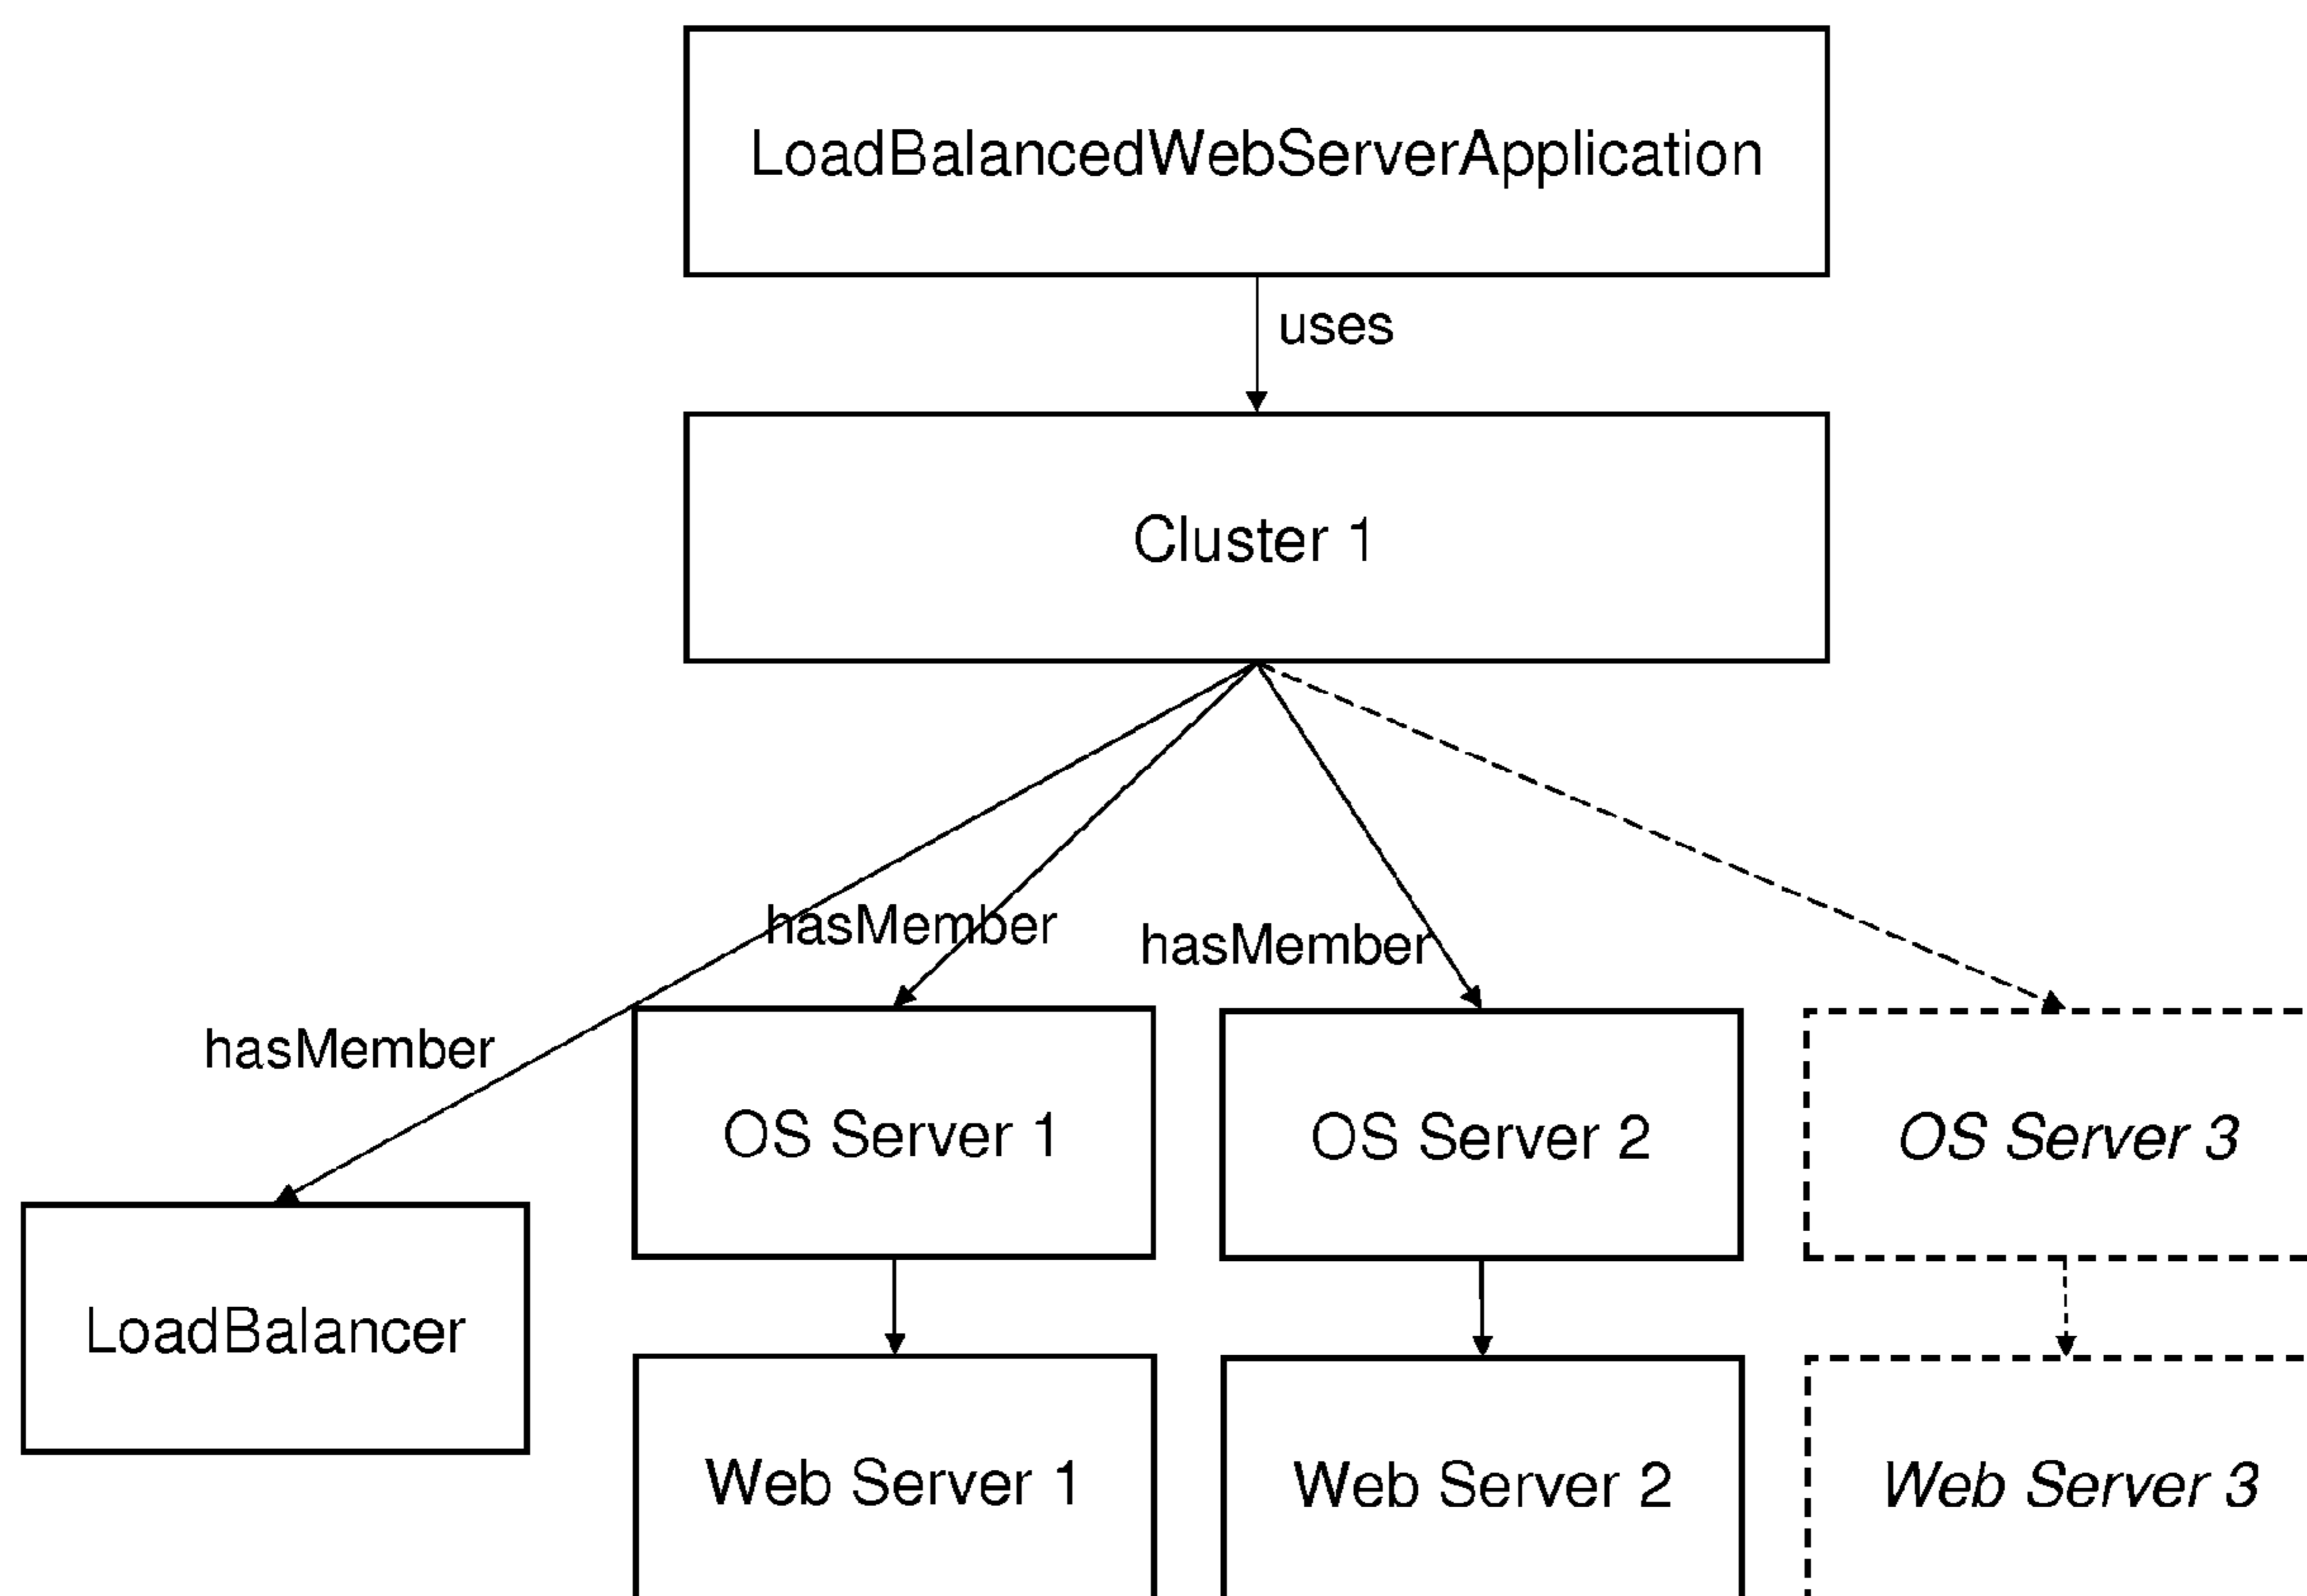 LoadBalancedWebServerApplication
uses
Cluster 1
hasMember
hasMember
hasMember
OS Server 1
OS Server 2
OS Server 3
LoadBalancer
Web Server 1
Web Server 2
Web Server 3